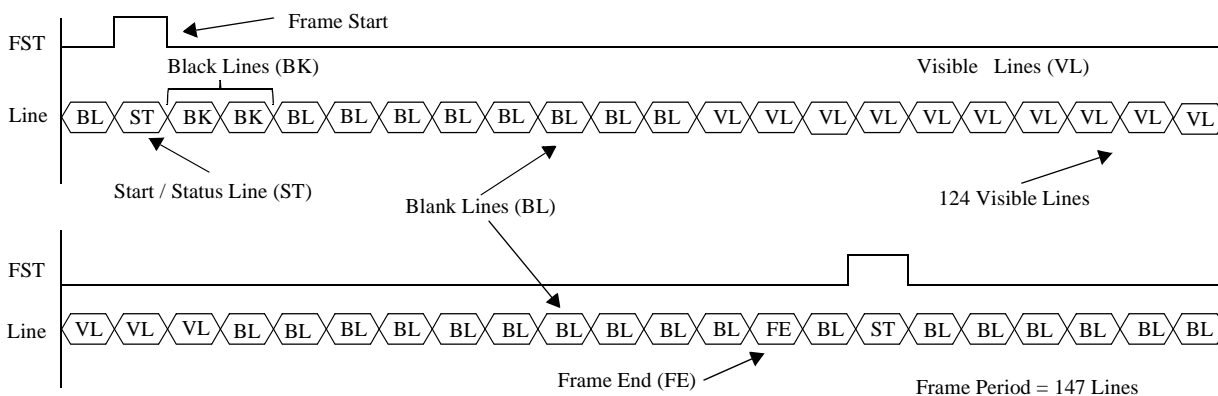 Frame Start
FST
Black Lines (BK)
Visible Lines (VL)
Line BL ST BK BK BL BL BL BL BL BL BL BL VL VL VL VL VL VL VL VL VL VL
Start / Status Line (ST)
Blank Lines (BL)
124 Visible Lines
FST
Line VL VL VL BL BL BL BL BL BL BL BL BL BL FE BL ST BL BL BL BL BL BL
Frame End (FE)
Frame Period = 147 Lines